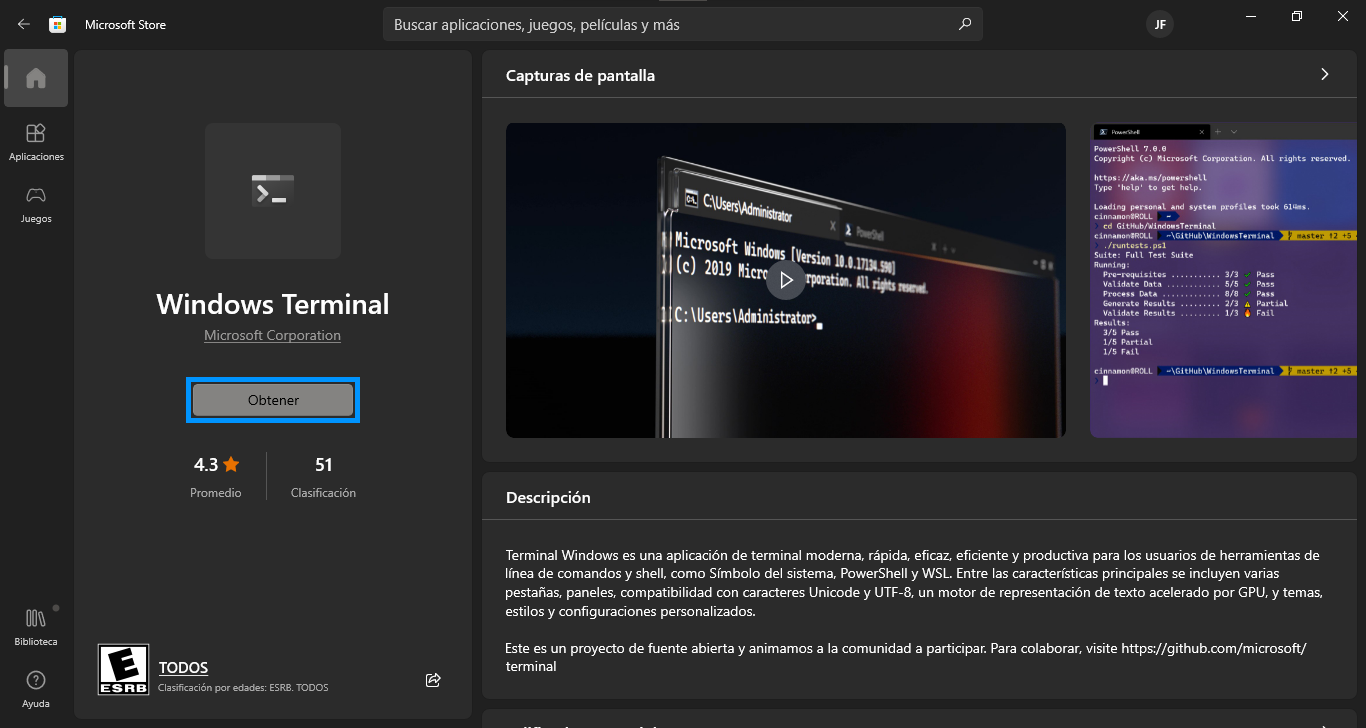 Microsoft Store
Buscar aplicaciones, juegos, películas y más
JF
Aplicaciones
Juegos
Biblioteca
Ayuda
Windows Terminal
Microsoft Corporation
Obtener
4.3
Promedio
51
Clasificación
E
ESRB
TODOS
Clasificación por edades: ESRB. TODOS
Capturas de pantalla
C:\Users\Administrator
PowerShell
Microsoft Windows [Version 10.0.17134.590]
(c) 2019 Micro rporation. All rights reserved.
C:\Users\Administrator>
PowerShell
PowerShell 7.0.0
Copyright (c) Microsoft Corporation. All rights reserved.
https://aka.ms/powershell
Type 'help' to get help.
Loading personal and system profiles took 614ms.
cinnamon@ROLL ~
cd GitHub/WindowsTerminal
cinnamon@ROLL ~\GitHub\WindowsTerminal master ↑2 +5
./runtests.ps1
Suite: Full Test Suite
Running:
Pre-requisites ........... 3/3 ✓ Pass
Validate Data ............ 5/5 ✓ Pass
Process Data ............. 8/8 ✓ Pass
Generate Results ......... 2/3 Partial
Validate Results ......... 1/3 Fail
Results:
3/5 Pass
1/5 Partial
1/5 Fail
cinnamon@ROLL ~\GitHub\WindowsTerminal master ↑2 +5
Descripción
Terminal Windows es una aplicación de terminal moderna, rápida, eficaz, eficiente y productiva para los usuarios de herramientas de
línea de comandos y shell, como Símbolo del sistema, PowerShell y WSL. Entre las características principales se incluyen varias
pestañas, paneles, compatibilidad con caracteres Unicode y UTF-8, un motor de representación de texto acelerado por GPU, y temas,
estilos y configuraciones personalizados.
Este es un proyecto de fuente abierta y animamos a la comunidad a participar. Para colaborar, visite https://github.com/microsoft/
terminal